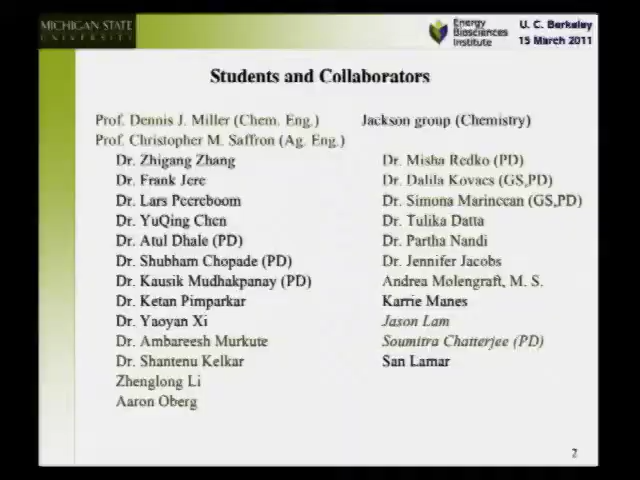 MICHIGAN STATE
UNIVERSITY
Energy
Biosciences
Institute
U. C. Berkeley
15 March 2011
Students and Collaborators
Prof. Dennis J. Miller (Chem. Eng.)
Prof. Christopher M. Saffron (Ag. Eng.)
Dr. Zhigang Zhang
Dr. Frank Jere
Dr. Lars Peereboom
Dr. YuQing Chen
Dr. Atul Dhale (PD)
Dr. Shubham Chopade (PD)
Dr. Kausik Mudhakpanay (PD)
Dr. Ketan Pimparkar
Dr. Yaoyan Xi
Dr. Ambareesh Murkute
Dr. Shantenu Kelkar
Zhenglong Li
Aaron Oberg
Jackson group (Chemistry)
Dr. Misha Redko (PD)
Dr. Dalila Kovacs (GS,PD)
Dr. Simona Marincean (GS,PD)
Dr. Tulika Datta
Dr. Partha Nandi
Dr. Jennifer Jacobs
Andrea Molengraft, M. S.
Karrie Manes
Jason Lam
Soumitra Chatterjee (PD)
San Lamar
2